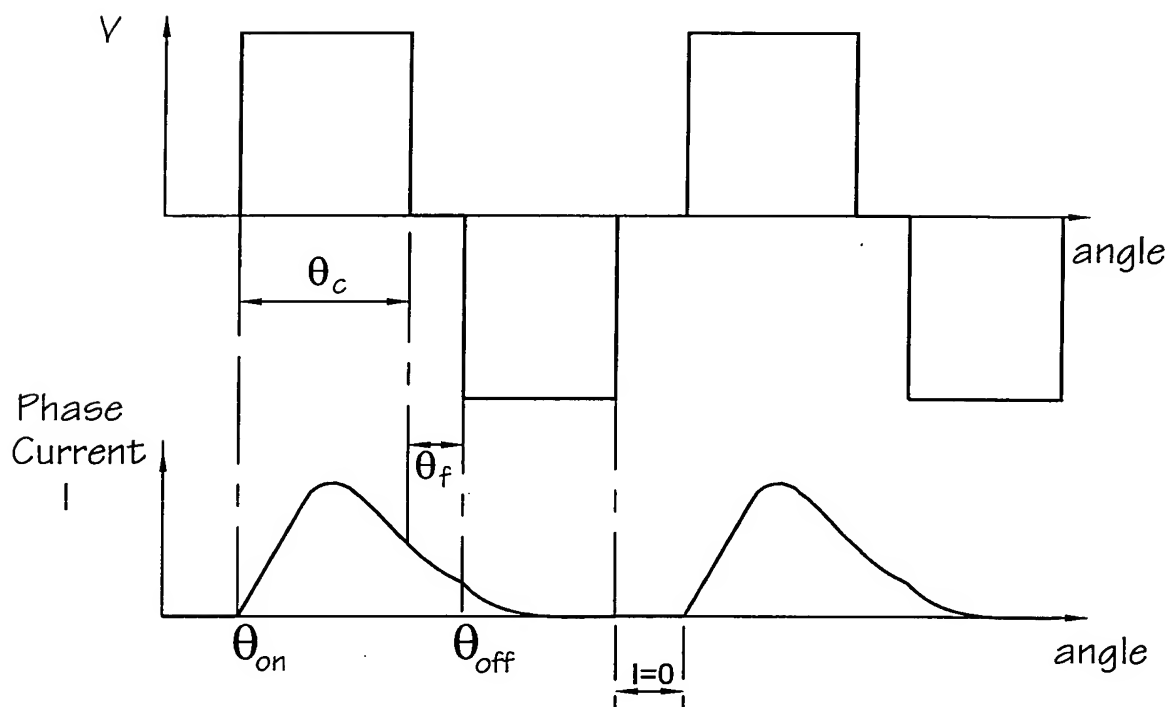 V
angle
θc
Phase
Current
I
θf
θon
θoff
angle
I=0